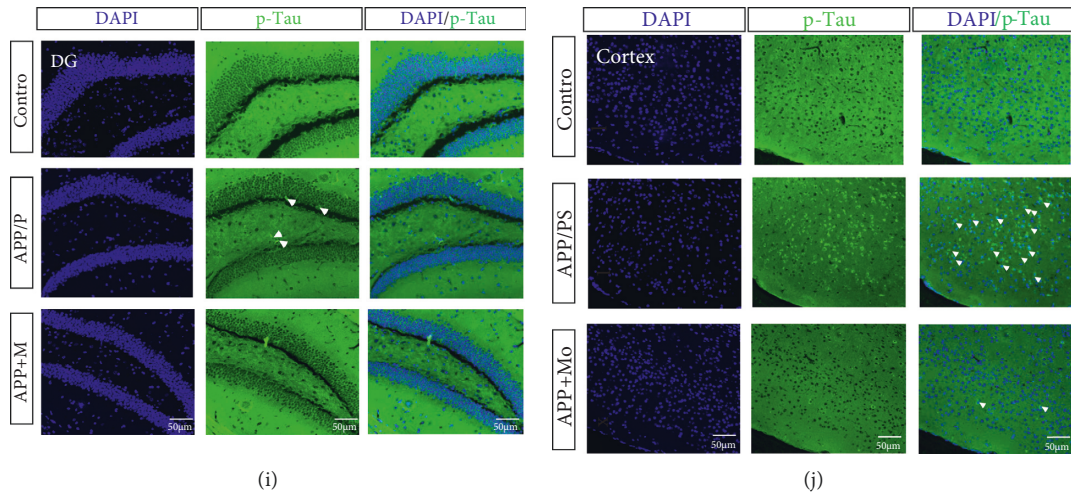 DAPI p-Tau DAPI/p-Tau
Contro
DG
APP/P
APP+M
50μm 50μm 50μm
(i)
DAPI p-Tau DAPI/p-Tau
Contro
Cortex
APP/PS
APP+Mo
50μm 50μm 50μm
(j)